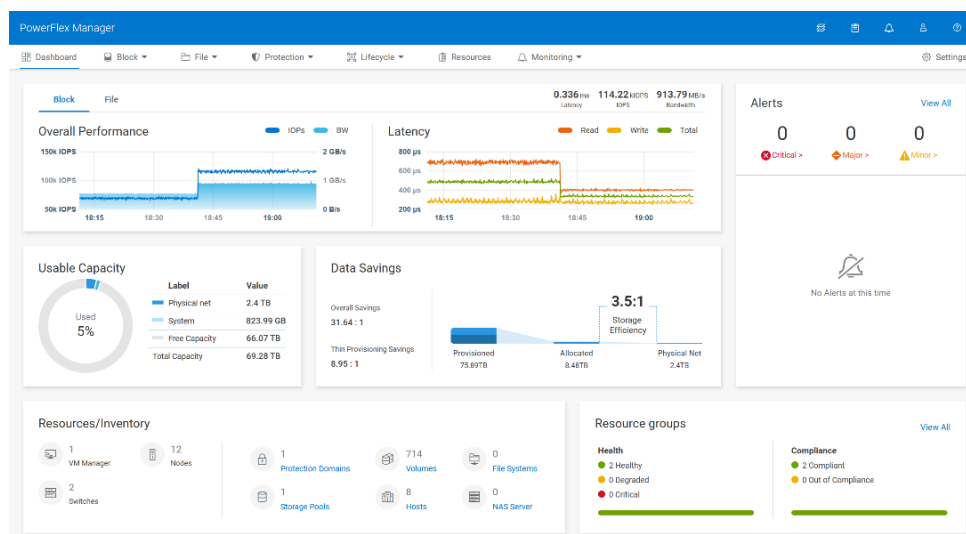 PowerFlex Manager
Dashboard Block File Protection Lifecycle Resources Monitoring Settings
Block File
0.336 ms 114.22 kIOPS 913.79 MB/s
Latency IOPS Bandwidth
Overall Performance IOPs BW
150k IOPS 2 GB/s
100k IOPS 1 GB/s
50k IOPS 0 B/s
18:15 18:30 18:45 19:00
Latency Read Write Total
800 µs
600 µs
400 µs
200 µs
18:15 18:30 18:45 19:00
Alerts View All
0 0 0
Critical > Major > Minor >
No Alerts at this time
Usable Capacity
Used
5%
Label Value
Physical net 2.4 TB
System 823.99 GB
Free Capacity 66.07 TB
Total Capacity 69.28 TB
Data Savings
Overall Savings
31.64 : 1
Thin Provisioning Savings
8.95 : 1
3.5:1
Storage
Efficiency
Provisioned Allocated Physical Net
75.89TB 8.48TB 2.4TB
Resources/Inventory
1
VM Manager
12
Nodes
2
Switches
1
Protection Domains
714
Volumes
0
File Systems
1
Storage Pools
8
Hosts
0
NAS Server
Resource groups View All
Health
2 Healthy
0 Degraded
0 Critical
Compliance
2 Compliant
0 Out of Compliance